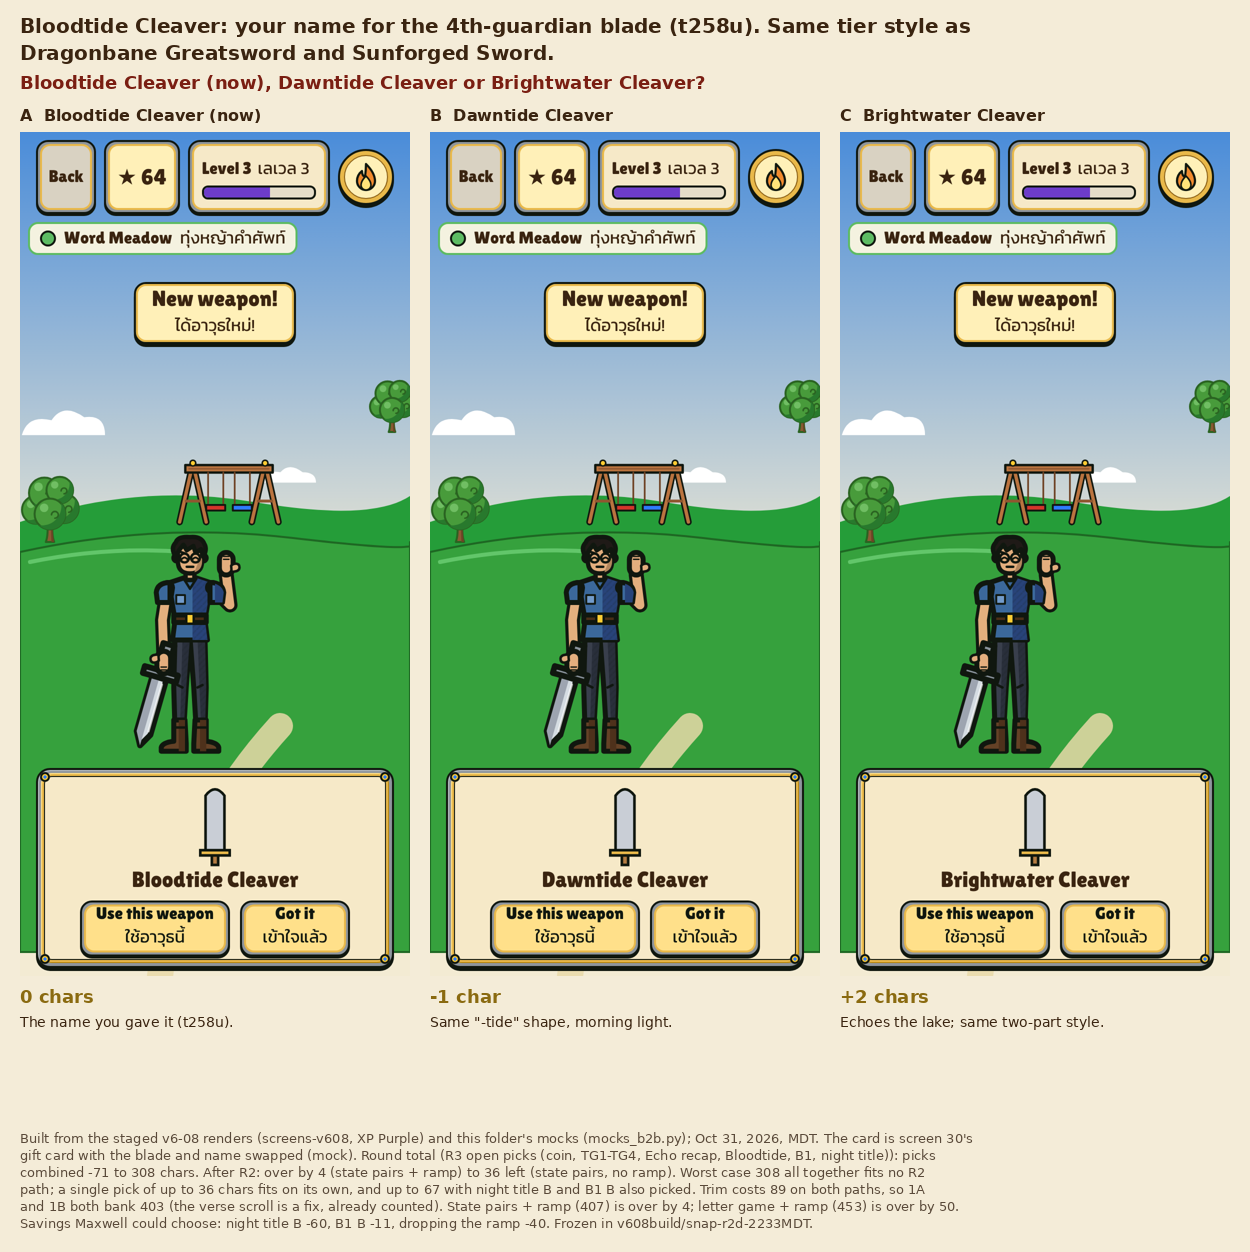 Bloodtide Cleaver: your name for the 4th-guardian blade (t258u). Same tier style as
Dragonbane Greatsword and Sunforged Sword.
Bloodtide Cleaver (now), Dawntide Cleaver or Brightwater Cleaver?
A Bloodtide Cleaver (now)
Back
★ 64
Level 3 เลเวล 3
Word Meadow ทุ่งหญ้าคำศัพท์
New weapon!
ได้อาวุธใหม่!
Bloodtide Cleaver
Use this weapon
ใช้อาวุธนี้
Got it
เข้าใจแล้ว
0 chars
The name you gave it (t258u).
B Dawntide Cleaver
Back
★ 64
Level 3 เลเวล 3
Word Meadow ทุ่งหญ้าคำศัพท์
New weapon!
ได้อาวุธใหม่!
Dawntide Cleaver
Use this weapon
ใช้อาวุธนี้
Got it
เข้าใจแล้ว
-1 char
Same "-tide" shape, morning light.
C Brightwater Cleaver
Back
★ 64
Level 3 เลเวล 3
Word Meadow ทุ่งหญ้าคำศัพท์
New weapon!
ได้อาวุธใหม่!
Brightwater Cleaver
Use this weapon
ใช้อาวุธนี้
Got it
เข้าใจแล้ว
+2 chars
Echoes the lake; same two-part style.
Built from the staged v6-08 renders (screens-v608, XP Purple) and this folder's mocks (mocks_b2b.py); Oct 31, 2026, MDT. The card is screen 30's
gift card with the blade and name swapped (mock). Round total (R3 open picks (coin, TG1-TG4, Echo recap, Bloodtide, B1, night title)): picks
combined -71 to 308 chars. After R2: over by 4 (state pairs + ramp) to 36 left (state pairs, no ramp). Worst case 308 all together fits no R2
path; a single pick of up to 36 chars fits on its own, and up to 67 with night title B and B1 B also picked. Trim costs 89 on both paths, so 1A
and 1B both bank 403 (the verse scroll is a fix, already counted). State pairs + ramp (407) is over by 4; letter game + ramp (453) is over by 50.
Savings Maxwell could choose: night title B -60, B1 B -11, dropping the ramp -40. Frozen in v608build/snap-r2d-2233MDT.